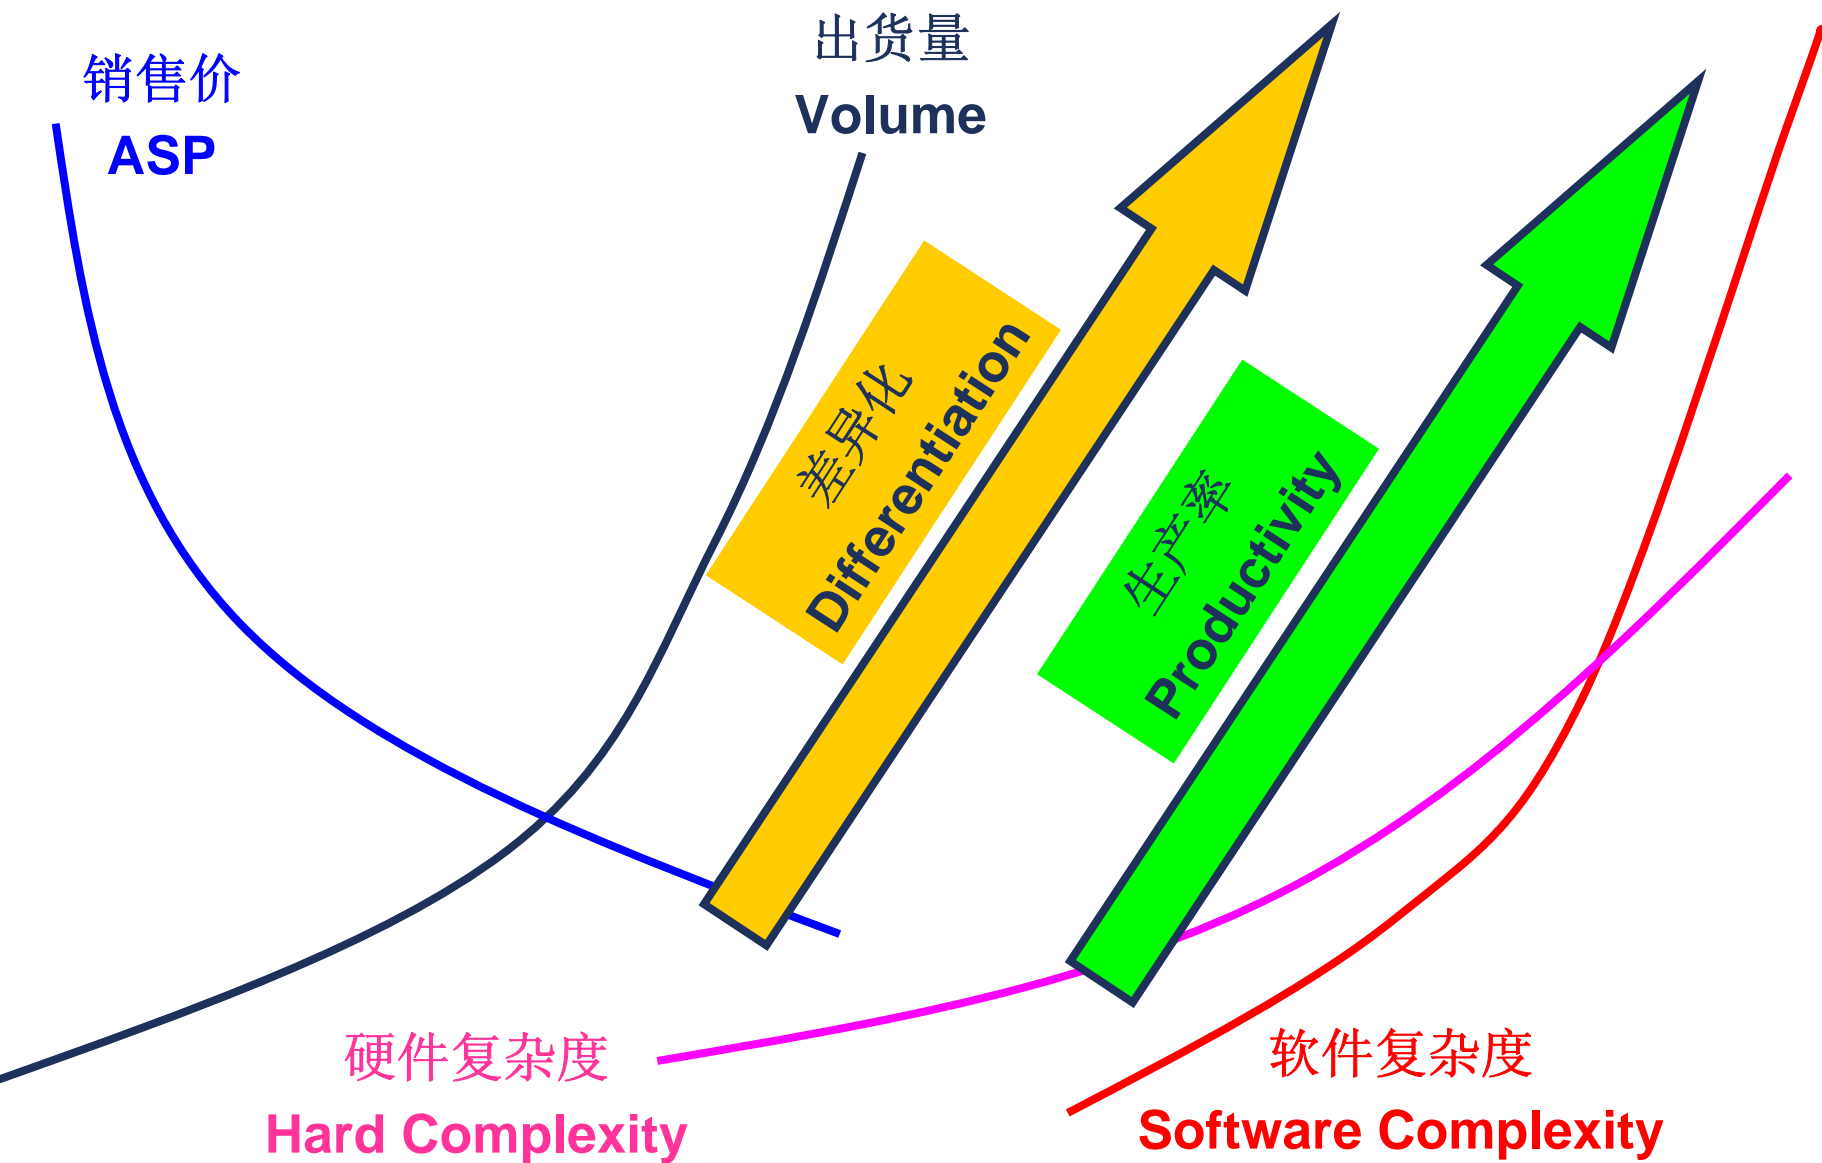 销售价
ASP
出货量
Volume
差异化
Differentiation
生产率
Productivity
硬件复杂度
Hard Complexity
软件复杂度
Software Complexity